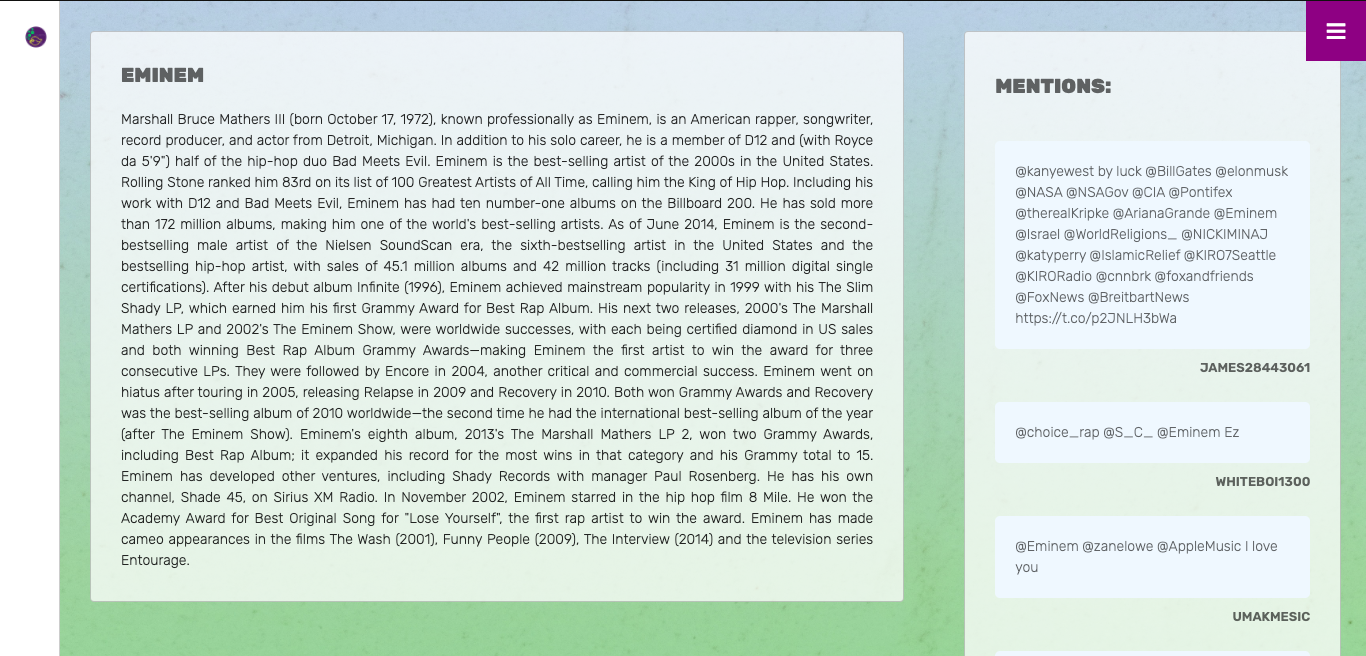 EMINEM
Marshall Bruce Mathers III (born October 17, 1972), known professionally as Eminem, is an American rapper, songwriter,
record producer, and actor from Detroit, Michigan. In addition to his solo career, he is a member of D12 and (with Royce
da 5'9") half of the hip-hop duo Bad Meets Evil. Eminem is the best-selling artist of the 2000s in the United States.
Rolling Stone ranked him 83rd on its list of 100 Greatest Artists of All Time, calling him the King of Hip Hop. Including his
work with D12 and Bad Meets Evil, Eminem has had ten number-one albums on the Billboard 200. He has sold more
than 172 million albums, making him one of the world's best-selling artists. As of June 2014, Eminem is the second-
bestselling male artist of the Nielsen SoundScan era, the sixth-bestselling artist in the United States and the
bestselling hip-hop artist, with sales of 45.1 million albums and 42 million tracks (including 31 million digital single
certifications). After his debut album Infinite (1996), Eminem achieved mainstream popularity in 1999 with his The Slim
Shady LP, which earned him his first Grammy Award for Best Rap Album. His next two releases, 2000's The Marshall
Mathers LP and 2002's The Eminem Show, were worldwide successes, with each being certified diamond in US sales
and both winning Best Rap Album Grammy Awards—making Eminem the first artist to win the award for three
consecutive LPs. They were followed by Encore in 2004, another critical and commercial success. Eminem went on
hiatus after touring in 2005, releasing Relapse in 2009 and Recovery in 2010. Both won Grammy Awards and Recovery
was the best-selling album of 2010 worldwide—the second time he had the international best-selling album of the year
(after The Eminem Show). Eminem's eighth album, 2013's The Marshall Mathers LP 2, won two Grammy Awards,
including Best Rap Album; it expanded his record for the most wins in that category and his Grammy total to 15.
Eminem has developed other ventures, including Shady Records with manager Paul Rosenberg. He has his own
channel, Shade 45, on Sirius XM Radio. In November 2002, Eminem starred in the hip hop film 8 Mile. He won the
Academy Award for Best Original Song for "Lose Yourself", the first rap artist to win the award. Eminem has made
cameo appearances in the films The Wash (2001), Funny People (2009), The Interview (2014) and the television series
Entourage.
MENTIONS:
@kanyewest by luck @BillGates @elonmusk
@NASA @NSAGov @CIA @Pontifex
@therealKripke @ArianaGrande @Eminem
@Israel @WorldReligions_ @NICKIMINAJ
@katyperry @IslamicRelief @KIRO7Seattle
@KIRORadio @cnnbrk @foxandfriends
@FoxNews @BreitbartNews
https://t.co/p2JNLH3bWa
JAMES28443061
@choice_rap @S_C_ @Eminem Ez
WHITEBOI1300
@Eminem @zanelowe @AppleMusic I love
you
UMAKMESIC